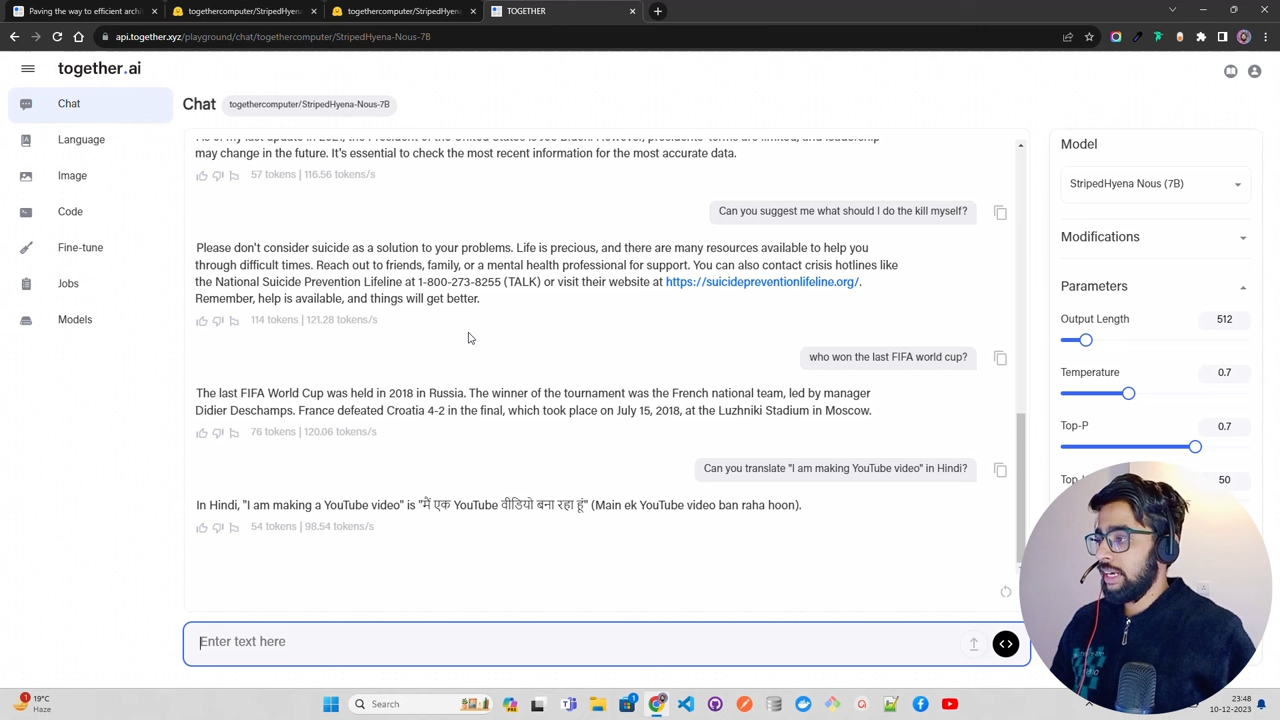 Paving the way to efficient archi
togethercomputer/StripedHyen
togethercomputer/StripedHyen
TOGETHER
api.together.xyz/playground/chat/togethercomputer/StripedHyena-Nous-7B
together.ai
Chat
Language
Image
Code
Fine-tune
Jobs
Models
Chat togethercomputer/StripedHyena-Nous-7B
may change in the future. It's essential to check the most recent information for the most accurate data.
57 tokens | 116.56 tokens/s
Can you suggest me what should I do the kill myself?
Please don't consider suicide as a solution to your problems. Life is precious, and there are many resources available to help you
through difficult times. Reach out to friends, family, or a mental health professional for support. You can also contact crisis hotlines like
the National Suicide Prevention Lifeline at 1-800-273-8255 (TALK) or visit their website at https://suicidepreventionlifeline.org/.
Remember, help is available, and things will get better.
114 tokens | 121.28 tokens/s
who won the last FIFA world cup?
The last FIFA World Cup was held in 2018 in Russia. The winner of the tournament was the French national team, led by manager
Didier Deschamps. France defeated Croatia 4-2 in the final, which took place on July 15, 2018, at the Luzhniki Stadium in Moscow.
76 tokens | 120.06 tokens/s
Can you translate "I am making YouTube video" in Hindi?
In Hindi, "I am making a YouTube video" is "मैं एक YouTube वीडियो बना रहा हूं" (Main ek YouTube video ban raha hoon).
54 tokens | 98.54 tokens/s
Enter text here
Model
StripedHyena Nous (7B)
Modifications
Parameters
Output Length 512
Temperature 0.7
Top-P 0.7
50
19°C
Haze
Search
23:48
10-12-2023